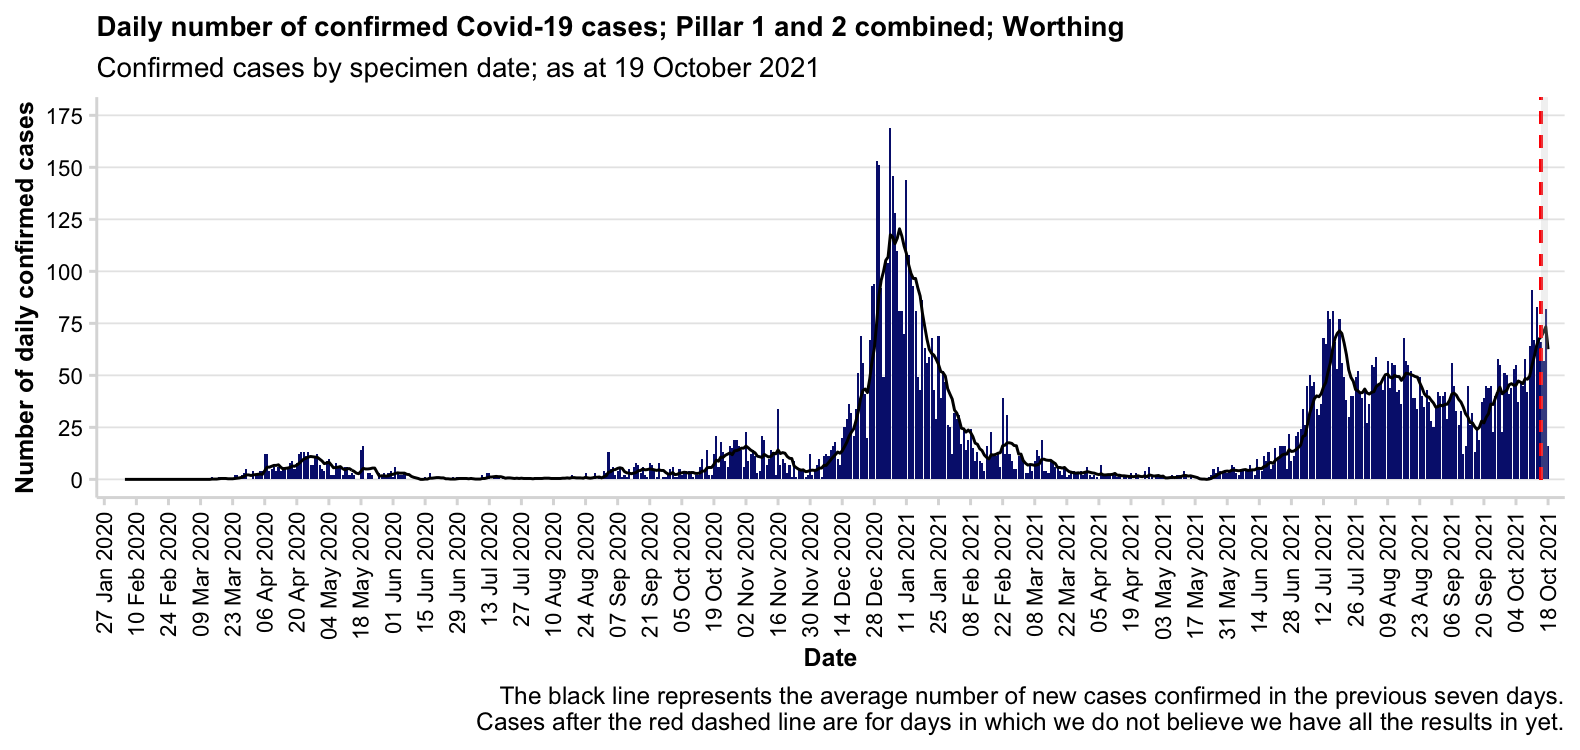 Daily number of confirmed Covid-19 cases; Pillar 1 and 2 combined; Worthing
Confirmed cases by specimen date; as at 19 October 2021
Number of daily confirmed cases
175
150
125
100
75
50
25
0
27 Jan 2020
10 Feb 2020
24 Feb 2020
09 Mar 2020
23 Mar 2020
06 Apr 2020
20 Apr 2020
04 May 2020
18 May 2020
01 Jun 2020
15 Jun 2020
29 Jun 2020
13 Jul 2020
27 Jul 2020
10 Aug 2020
24 Aug 2020
07 Sep 2020
21 Sep 2020
05 Oct 2020
19 Oct 2020
02 Nov 2020
16 Nov 2020
30 Nov 2020
14 Dec 2020
28 Dec 2020
11 Jan 2021
25 Jan 2021
08 Feb 2021
22 Feb 2021
08 Mar 2021
22 Mar 2021
05 Apr 2021
19 Apr 2021
03 May 2021
17 May 2021
31 May 2021
14 Jun 2021
28 Jun 2021
12 Jul 2021
26 Jul 2021
09 Aug 2021
23 Aug 2021
06 Sep 2021
20 Sep 2021
04 Oct 2021
18 Oct 2021
Date
The black line represents the average number of new cases confirmed in the previous seven days.
Cases after the red dashed line are for days in which we do not believe we have all the results in yet.